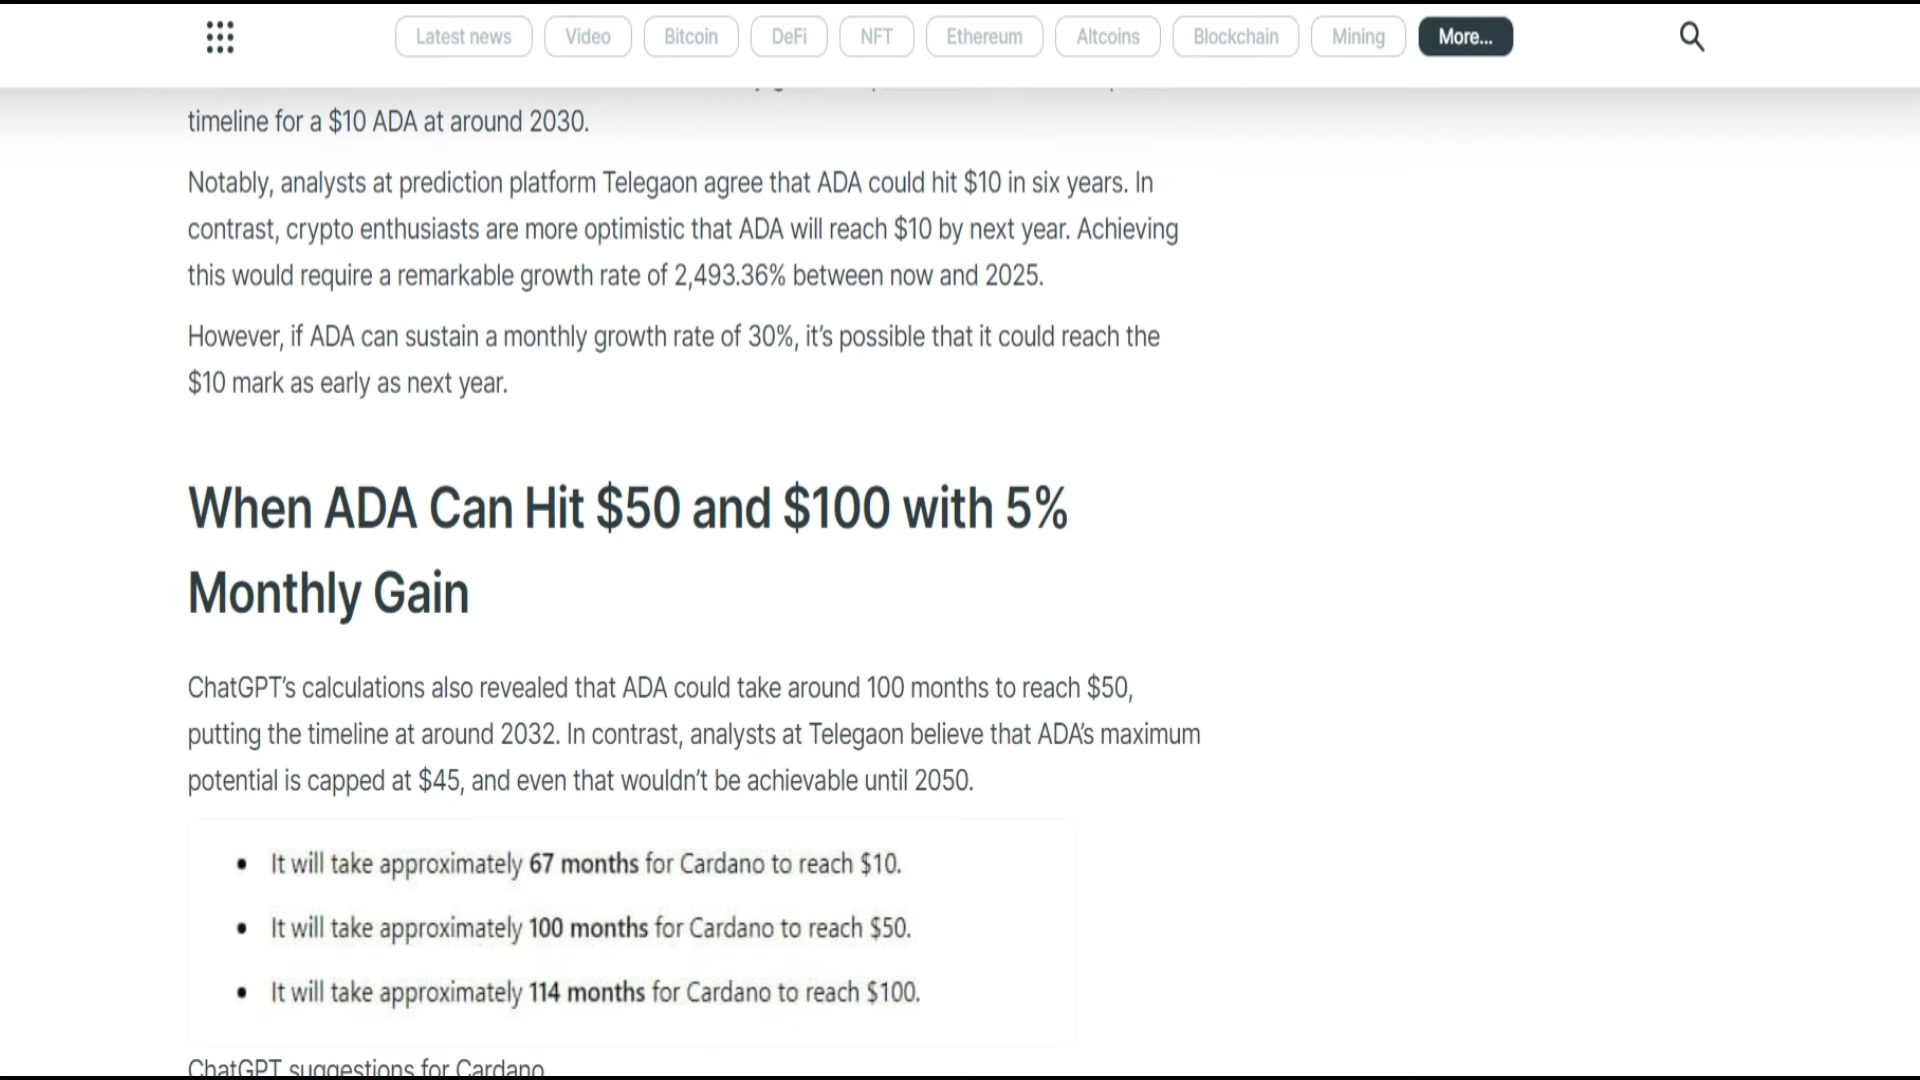 Latest news
Video
Bitcoin
DeFi
NFT
Ethereum
Altcoins
Blockchain
Mining
More...
timeline for a $10 ADA at around 2030.
Notably, analysts at prediction platform Telegaon agree that ADA could hit $10 in six years. In
contrast, crypto enthusiasts are more optimistic that ADA will reach $10 by next year. Achieving
this would require a remarkable growth rate of 2,493.36% between now and 2025.
However, if ADA can sustain a monthly growth rate of 30%, it’s possible that it could reach the
$10 mark as early as next year.
When ADA Can Hit $50 and $100 with 5%
Monthly Gain
ChatGPT’s calculations also revealed that ADA could take around 100 months to reach $50,
putting the timeline at around 2032. In contrast, analysts at Telegaon believe that ADA’s maximum
potential is capped at $45, and even that wouldn’t be achievable until 2050.
• It will take approximately 67 months for Cardano to reach $10.
• It will take approximately 100 months for Cardano to reach $50.
• It will take approximately 114 months for Cardano to reach $100.
ChatGPT suggestions for Cardano